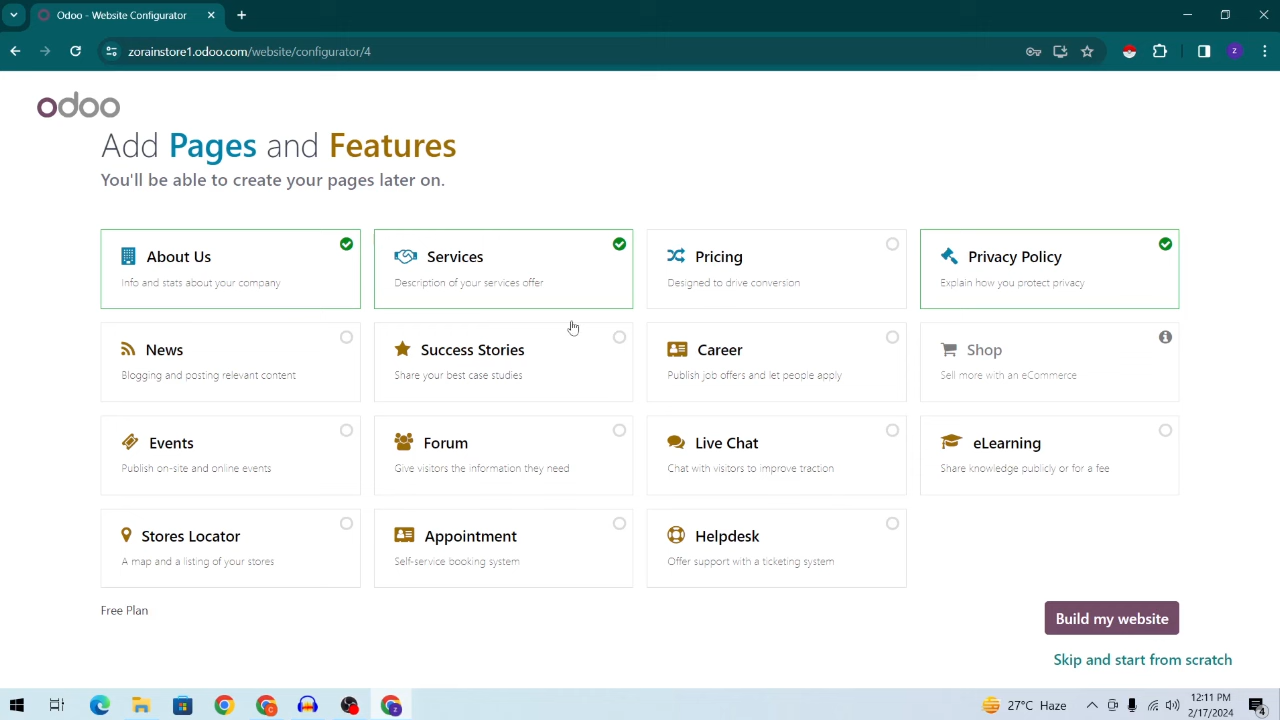 Odoo - Website Configurator
zorainstore1.odoo.com/website/configurator/4
Z
odoo
Add Pages and Features
You'll be able to create your pages later on.
About Us
Info and stats about your company
Services
Description of your services offer
Pricing
Designed to drive conversion
Privacy Policy
Explain how you protect privacy
News
Blogging and posting relevant content
Success Stories
Share your best case studies
Career
Publish job offers and let people apply
Shop
Sell more with an eCommerce
Events
Publish on-site and online events
Forum
Give visitors the information they need
Live Chat
Chat with visitors to improve traction
eLearning
Share knowledge publicly or for a fee
Stores Locator
A map and a listing of your stores
Appointment
Self-service booking system
Helpdesk
Offer support with a ticketing system
Free Plan
Build my website
Skip and start from scratch
27°C Haze
12:11 PM
2/17/2024
4